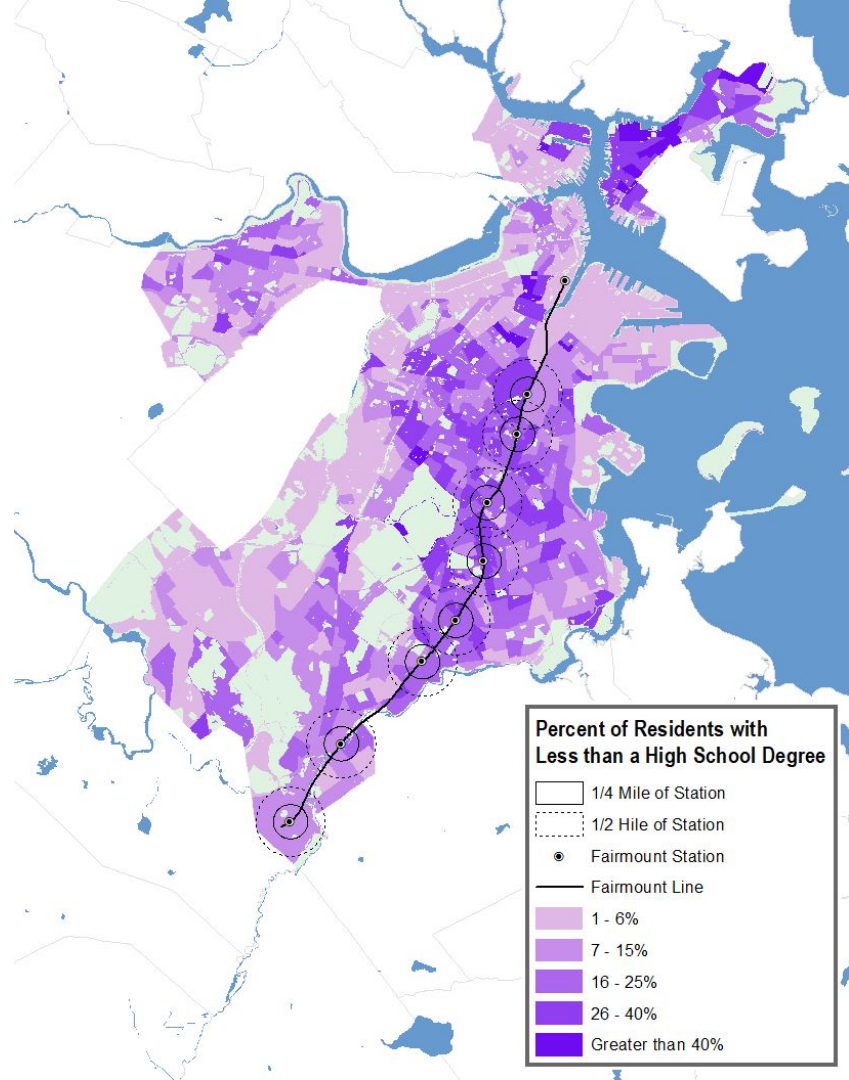 Percent of Residents with
Less than a High School Degree
1/4 Mile of Station
1/2 Hile of Station
Fairmount Station
Fairmount Line
1 - 6%
7 - 15%
16 - 25%
26 - 40%
Greater than 40%